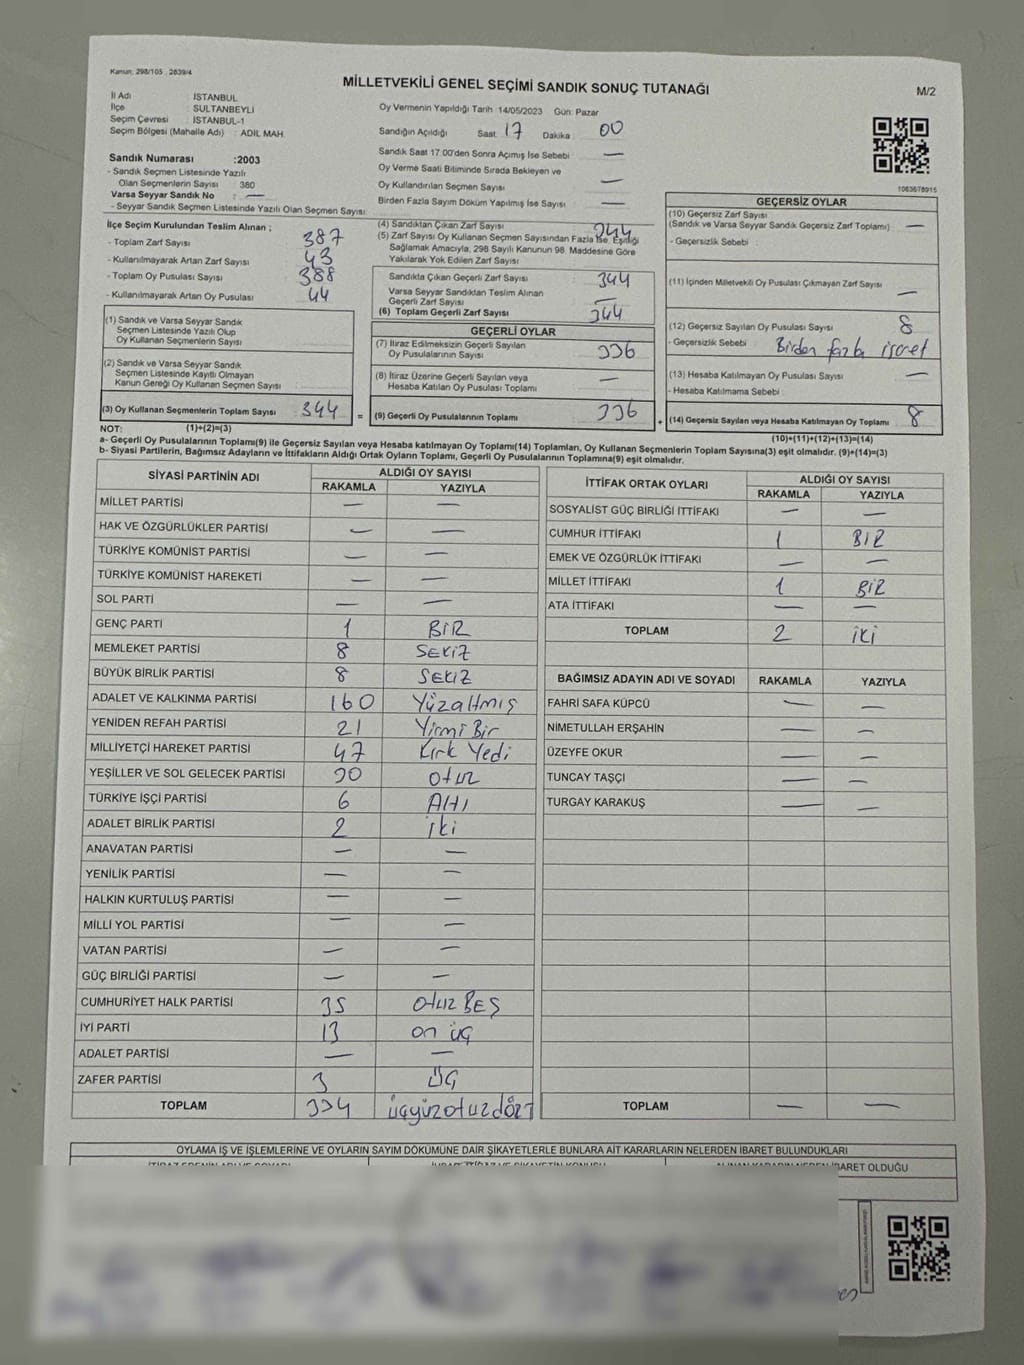 Kanun: 298/105 , 2839/4
MİLLETVEKİLİ GENEL SEÇİMİ SANDIK SONUÇ TUTANAĞI
M/2
İl Adı : İSTANBUL
İlçe : SULTANBEYLİ
Seçim Çevresi : İSTANBUL-1
Seçim Bölgesi (Mahalle Adı) : ADİL MAH.
Sandık Numarası :2003
- Sandık Seçmen Listesinde Yazılı
Olan Seçmenlerin Sayısı : 380
Varsa Seyyar Sandık No : —
- Seyyar Sandık Seçmen Listesinde Yazılı Olan Seçmen Sayısı
Oy Vermenin Yapıldığı Tarih 14/05/2023 Gün: Pazar
Sandığın Açıldığı Saat 17 Dakika : 00
Sandık Saat 17.00'den Sonra Açılmış İse Sebebi : —
Oy Verme Saati Bitiminde Sırada Bekleyen ve
Oy Kullandırılan Seçmen Sayısı : —
Birden Fazla Sayım Döküm Yapılmış İse Sayısı : —
1063678915
İlçe Seçim Kurulundan Teslim Alınan ;
- Toplam Zarf Sayısı : 387
- Kullanılmayarak Artan Zarf Sayısı : 43
- Toplam Oy Pusulası Sayısı : 388
- Kullanılmayarak Artan Oy Pusulası : 44
(1) Sandık ve Varsa Seyyar Sandık
Seçmen Listesinde Yazılı Olup
Oy Kullanan Seçmenlerin Sayısı :
(2) Sandık ve Varsa Seyyar Sandık
Seçmen Listesinde Kayıtlı Olmayan
Kanun Gereği Oy Kullanan Seçmen Sayısı :
(3) Oy Kullanan Seçmenlerin Toplam Sayısı : 344
(4) Sandıktan Çıkan Zarf Sayısı : 344
(5) Zarf Sayısı Oy Kullanan Seçmen Sayısından Fazla İse, Eşitliği
Sağlamak Amacıyla, 298 Sayılı Kanunun 98. Maddesine Göre
Yakılarak Yok Edilen Zarf Sayısı :
Sandıkta Çıkan Geçerli Zarf Sayısı : 344
Varsa Seyyar Sandıktan Teslim Alınan
Geçerli Zarf Sayısı : —
(6) Toplam Geçerli Zarf Sayısı : 344
GEÇERLİ OYLAR
(7) İtiraz Edilmeksizin Geçerli Sayılan
Oy Pusulalarının Sayısı : 336
(8) İtiraz Üzerine Geçerli Sayılan veya
Hesaba Katılan Oy Pusulası Toplamı : —
= (9) Geçerli Oy Pusulalarının Toplamı : 336
GEÇERSİZ OYLAR
(10) Geçersiz Zarf Sayısı
(Sandık ve Varsa Seyyar Sandık Geçersiz Zarf Toplamı) : —
- Geçersizlik Sebebi :
(11) İçinden Milletvekili Oy Pusulası Çıkmayan Zarf Sayısı : —
(12) Geçersiz Sayılan Oy Pusulası Sayısı : 8
- Geçersizlik Sebebi : Birden fazla işaret
(13) Hesaba Katılmayan Oy Pusulası Sayısı : —
- Hesaba Katılmama Sebebi :
+ (14) Geçersiz Sayılan veya Hesaba Katılmayan Oy Toplamı : 8
NOT: (1)+(2)=(3)
(10)+(11)+(12)+(13)=(14)
a- Geçerli Oy Pusulalarının Toplamı(9) ile Geçersiz Sayılan veya Hesaba katılmayan Oy Toplamı(14) Toplamları, Oy Kullanan Seçmenlerin Toplam Sayısına(3) eşit olmalıdır. (9)+(14)=(3)
b- Siyasi Partilerin, Bağımsız Adayların ve İttifakların Aldığı Ortak Oyların Toplamı, Geçerli Oy Pusulalarının Toplamına(9) eşit olmalıdır.
SİYASİ PARTİNİN ADI ALDIĞI OY SAYISI
RAKAMLA YAZIYLA
MİLLET PARTİSİ — —
HAK VE ÖZGÜRLÜKLER PARTİSİ — —
TÜRKİYE KOMÜNİST PARTİSİ — —
TÜRKİYE KOMÜNİST HAREKETİ — —
SOL PARTİ — —
GENÇ PARTİ 1 BİR
MEMLEKET PARTİSİ 8 SEKİZ
BÜYÜK BİRLİK PARTİSİ 8 SEKİZ
ADALET VE KALKINMA PARTİSİ 160 Yüzaltmış
YENİDEN REFAH PARTİSİ 21 Yirmi Bir
MİLLİYETÇİ HAREKET PARTİSİ 47 Kırk Yedi
YEŞİLLER VE SOL GELECEK PARTİSİ 30 otuz
TÜRKİYE İŞÇİ PARTİSİ 6 Altı
ADALET BİRLİK PARTİSİ 2 iki
ANAVATAN PARTİSİ — —
YENİLİK PARTİSİ — —
HALKIN KURTULUŞ PARTİSİ — —
MİLLİ YOL PARTİSİ — —
VATAN PARTİSİ — —
GÜÇ BİRLİĞİ PARTİSİ — —
CUMHURİYET HALK PARTİSİ 35 otuz BEŞ
İYİ PARTİ 13 on üç
ADALET PARTİSİ — —
ZAFER PARTİSİ 3 üç
TOPLAM 334 üçyüzotuzdört
İTTİFAK ORTAK OYLARI ALDIĞI OY SAYISI
RAKAMLA YAZIYLA
SOSYALİST GÜÇ BİRLİĞİ İTTİFAKI — —
CUMHUR İTTİFAKI 1 BİR
EMEK VE ÖZGÜRLÜK İTTİFAKI — —
MİLLET İTTİFAKI 1 BİR
ATA İTTİFAKI — —
TOPLAM 2 iki
BAĞIMSIZ ADAYIN ADI VE SOYADI RAKAMLA YAZIYLA
FAHRİ SAFA KÜPCÜ — —
NİMETULLAH ERŞAHİN — —
ÜZEYFE OKUR — —
TUNCAY TAŞÇI — —
TURGAY KARAKUŞ — —
TOPLAM — —
OYLAMA İŞ VE İŞLEMLERİNE VE OYLARIN SAYIM DÖKÜMÜNE DAİR ŞİKAYETLERLE BUNLARA AİT KARARLARIN NELERDEN İBARET BULUNDUKLARI
İBARET OLDUĞU